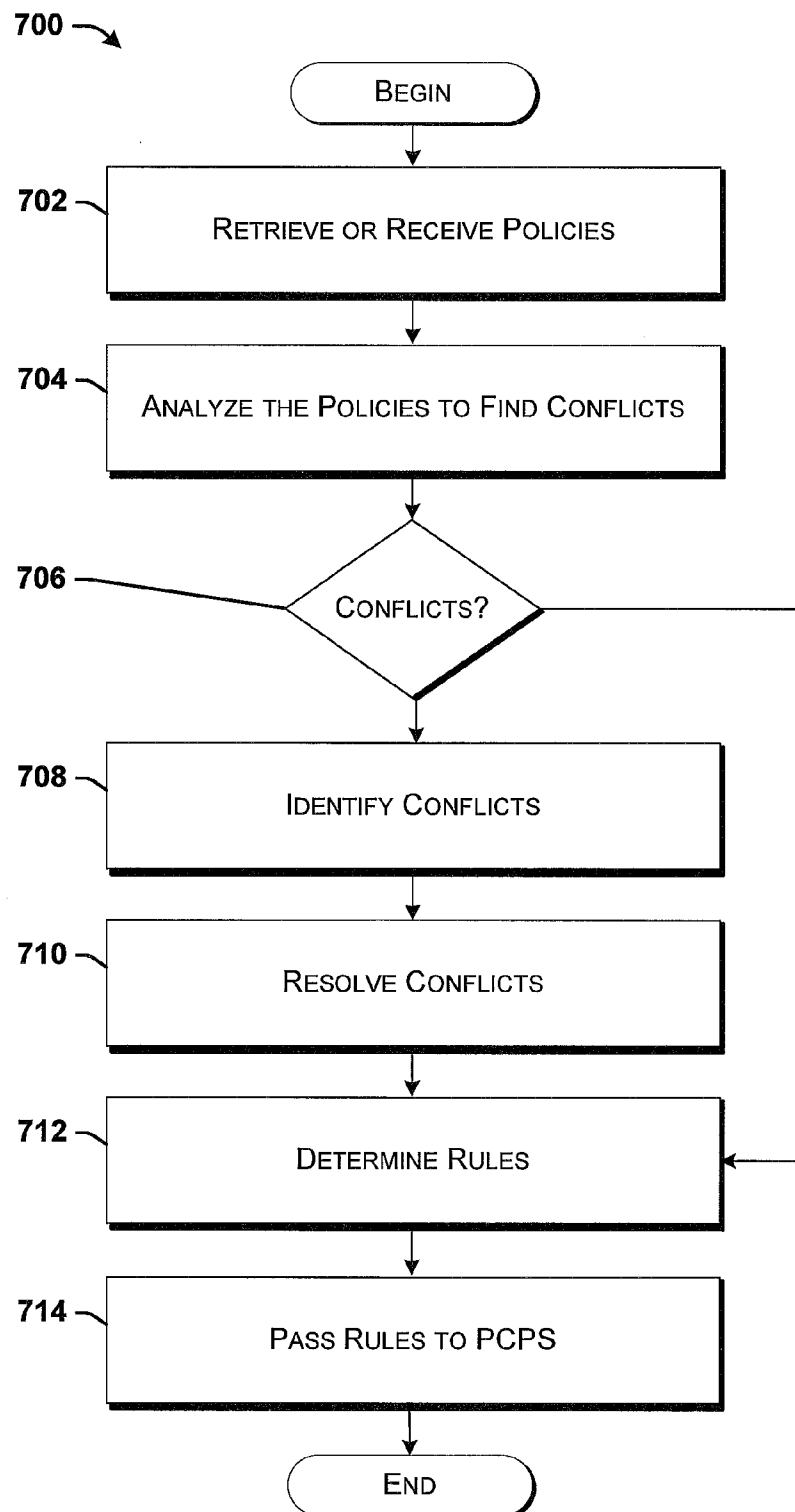 700
BEGIN
702
RETRIEVE OR RECEIVE POLICIES
704
ANALYZE THE POLICIES TO FIND CONFLICTS
706
CONFLICTS?
708
IDENTIFY CONFLICTS
710
RESOLVE CONFLICTS
712
DETERMINE RULES
714
PASS RULES TO PCPS
END